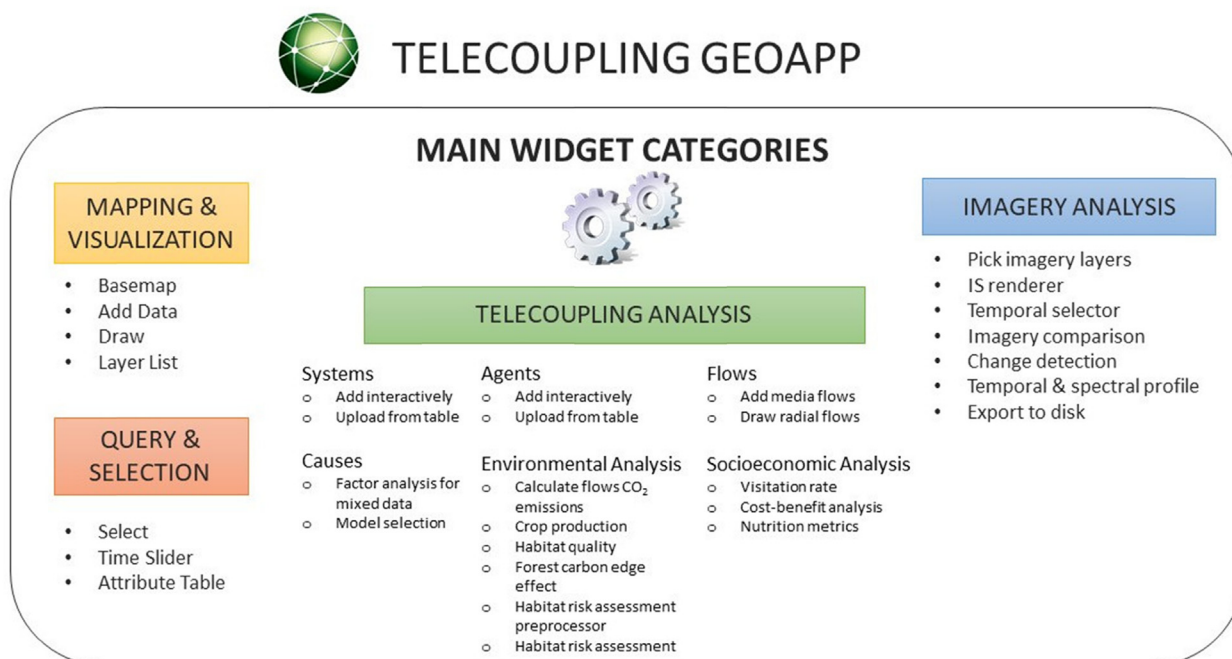 TELECOUPLING GEOAPP
MAIN WIDGET CATEGORIES
MAPPING &
VISUALIZATION
• Basemap
• Add Data
• Draw
• Layer List
QUERY &
SELECTION
• Select
• Time Slider
• Attribute Table
TELECOUPLING ANALYSIS
Systems
o Add interactively
o Upload from table
Agents
o Add interactively
o Upload from table
Flows
o Add media flows
o Draw radial flows
Causes
o Factor analysis for
mixed data
o Model selection
Environmental Analysis
o Calculate flows CO₂
emissions
o Crop production
o Habitat quality
o Forest carbon edge
effect
o Habitat risk assessment
preprocessor
o Habitat risk assessment
Socioeconomic Analysis
o Visitation rate
o Cost-benefit analysis
o Nutrition metrics
IMAGERY ANALYSIS
• Pick imagery layers
• IS renderer
• Temporal selector
• Imagery comparison
• Change detection
• Temporal & spectral profile
• Export to disk